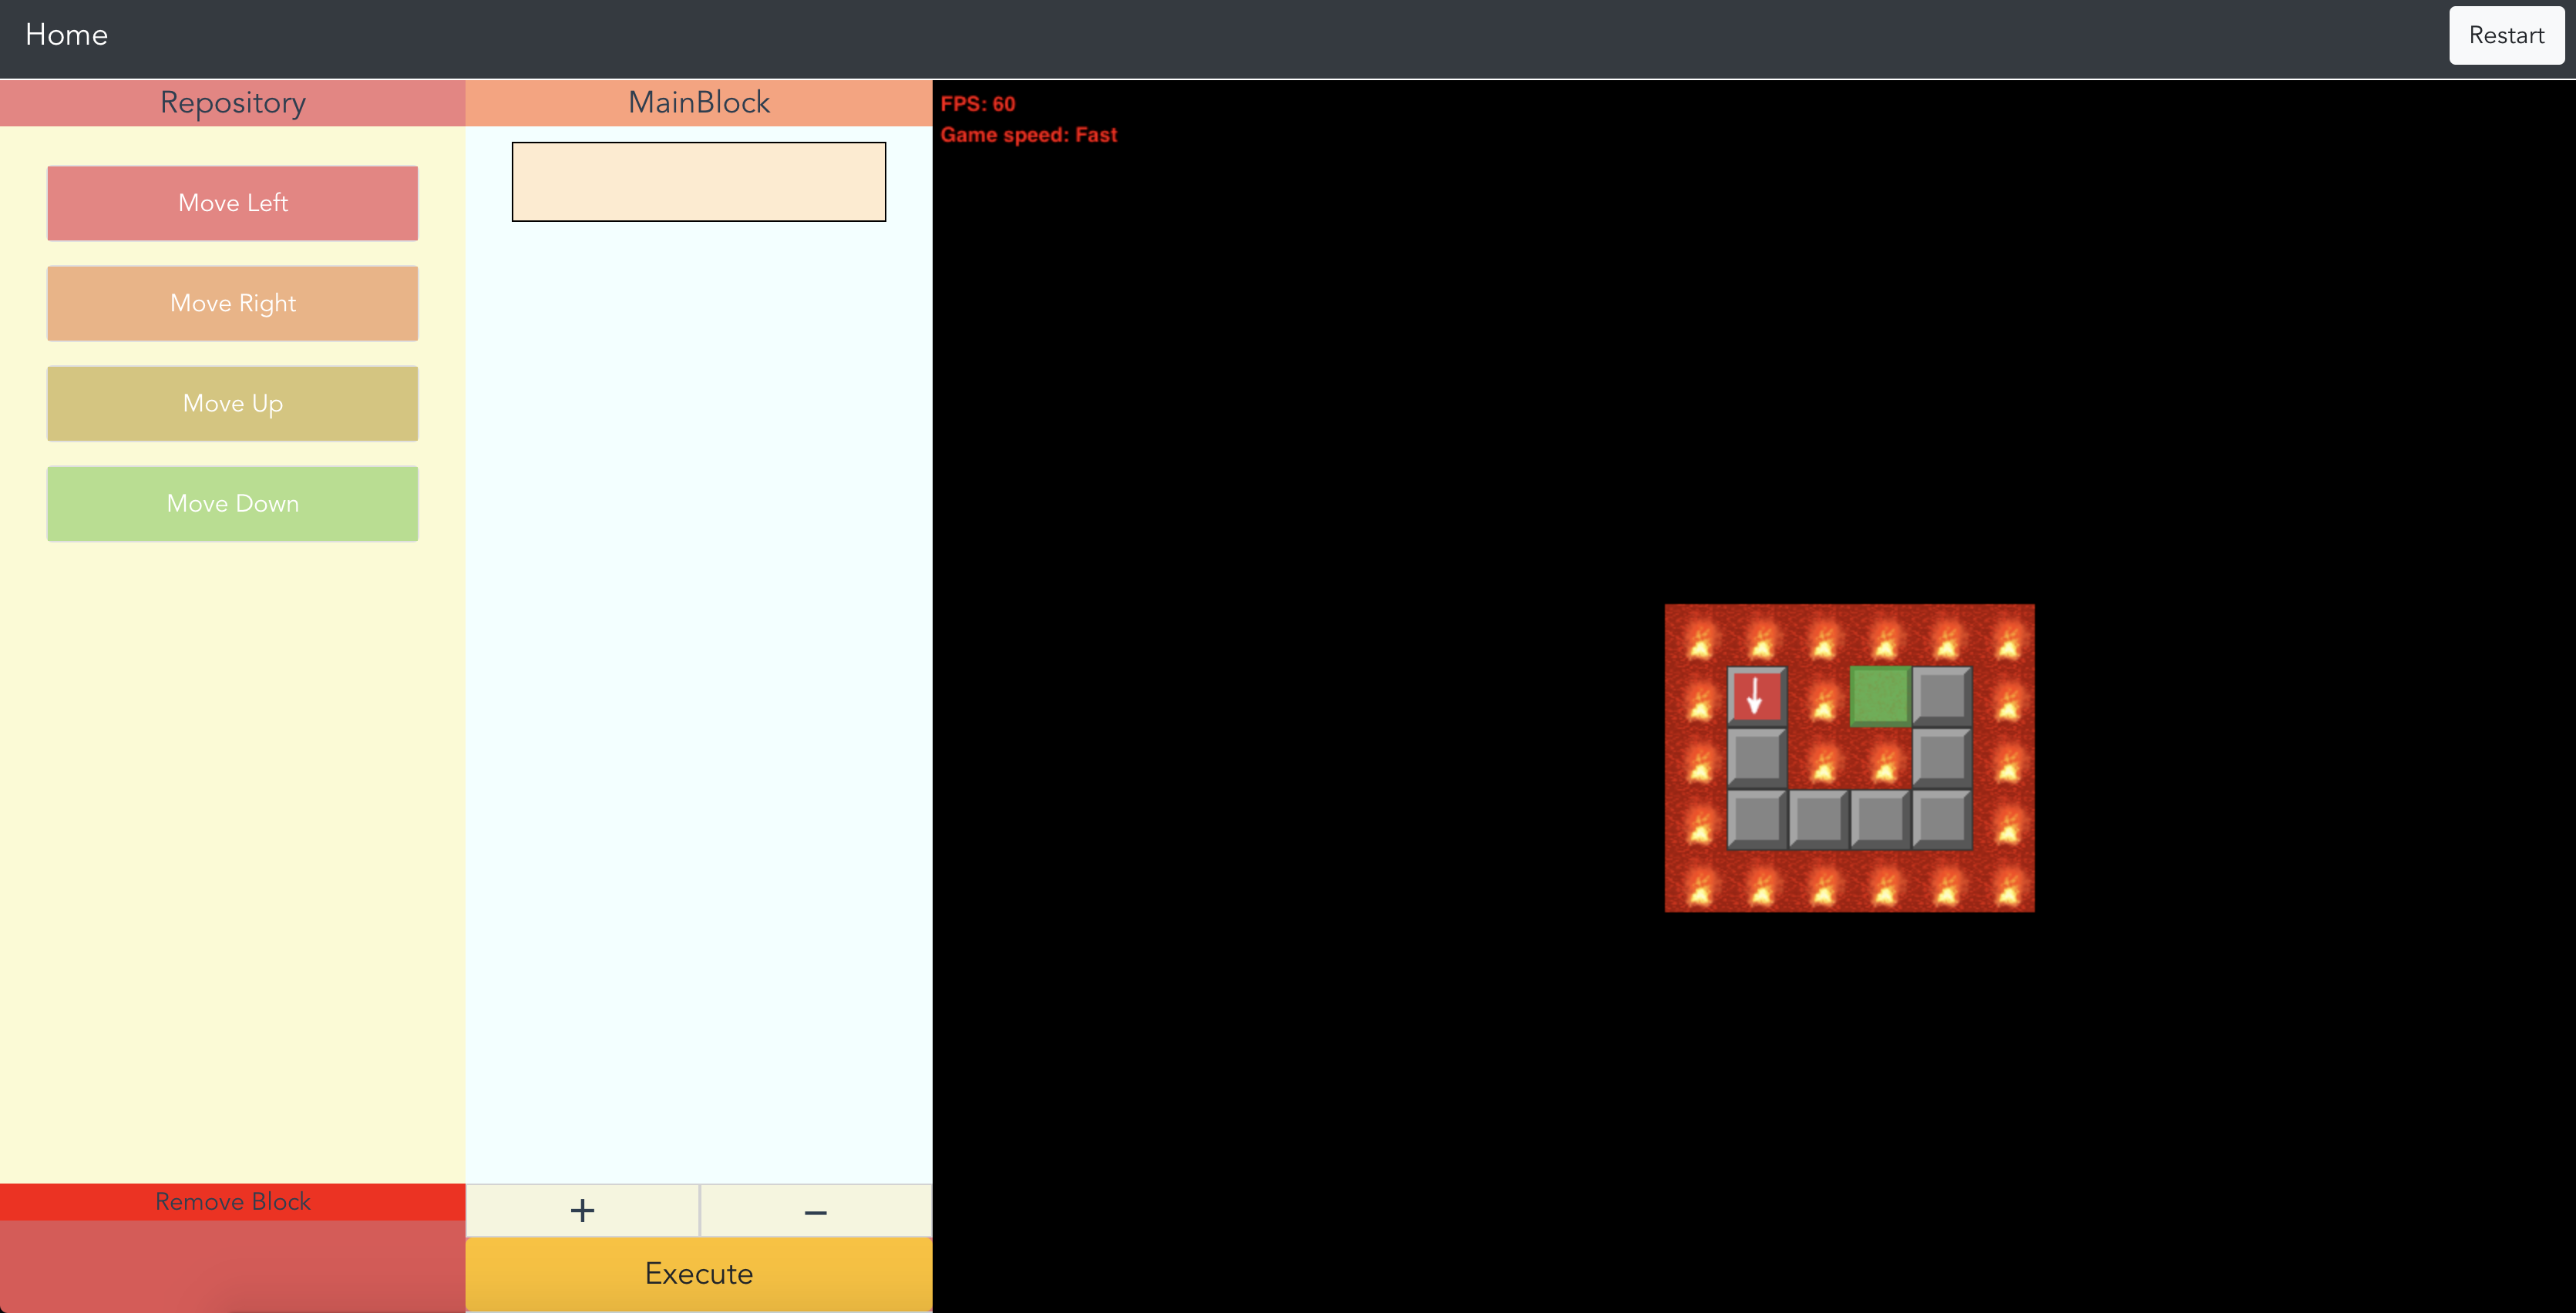 Home
Restart
Repository
MainBlock
FPS: 60
Game speed: Fast
Move Left
Move Right
Move Up
Move Down
Remove Block
+
–
Execute